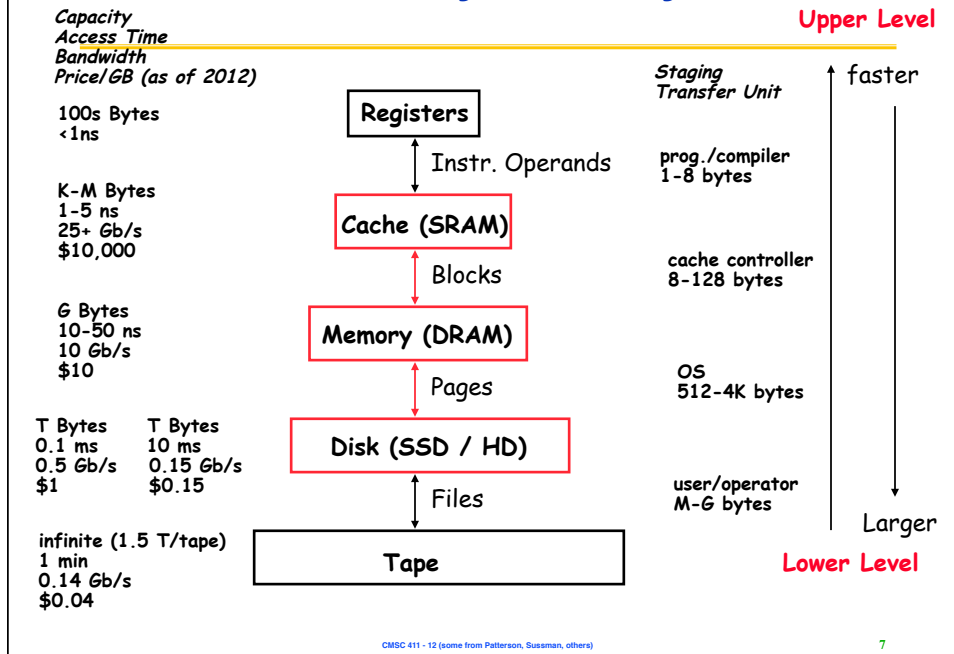 Capacity
Access Time
Bandwidth
Price/GB (as of 2012)
Upper Level
Staging
Transfer Unit
faster
100s Bytes
<1ns
Registers
Instr. Operands
prog./compiler
1-8 bytes
K-M Bytes
1-5 ns
25+ Gb/s
$10,000
Cache (SRAM)
Blocks
cache controller
8-128 bytes
G Bytes
10-50 ns
10 Gb/s
$10
Memory (DRAM)
Pages
OS
512-4K bytes
T Bytes
0.1 ms
0.5 Gb/s
$1
T Bytes
10 ms
0.15 Gb/s
$0.15
Disk (SSD / HD)
Files
user/operator
M-G bytes
Larger
infinite (1.5 T/tape)
1 min
0.14 Gb/s
$0.04
Tape
Lower Level
CMSC 411 - 12 (some from Patterson, Sussman, others)
7